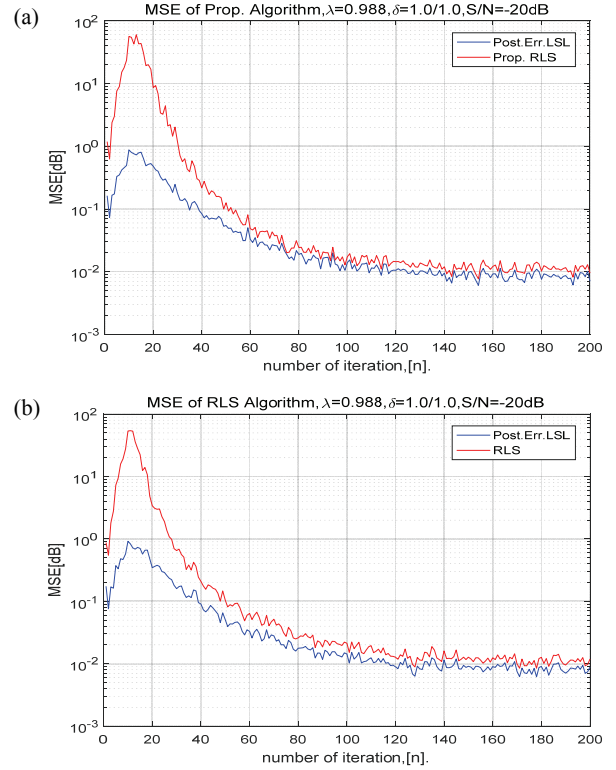 (a)
MSE of Prop. Algorithm,λ=0.988,δ=1.0/1.0,S/N=-20dB
10^2
10^1
10^0
10^-1
10^-2
10^-3
MSE[dB]
Post.Err.LSL
Prop. RLS
0 20 40 60 80 100 120 140 160 180 200
number of iteration,[n].
(b)
MSE of RLS Algorithm,λ=0.988,δ=1.0/1.0,S/N=-20dB
10^2
10^1
10^0
10^-1
10^-2
10^-3
MSE[dB]
Post.Err.LSL
RLS
0 20 40 60 80 100 120 140 160 180 200
number of iteration,[n].